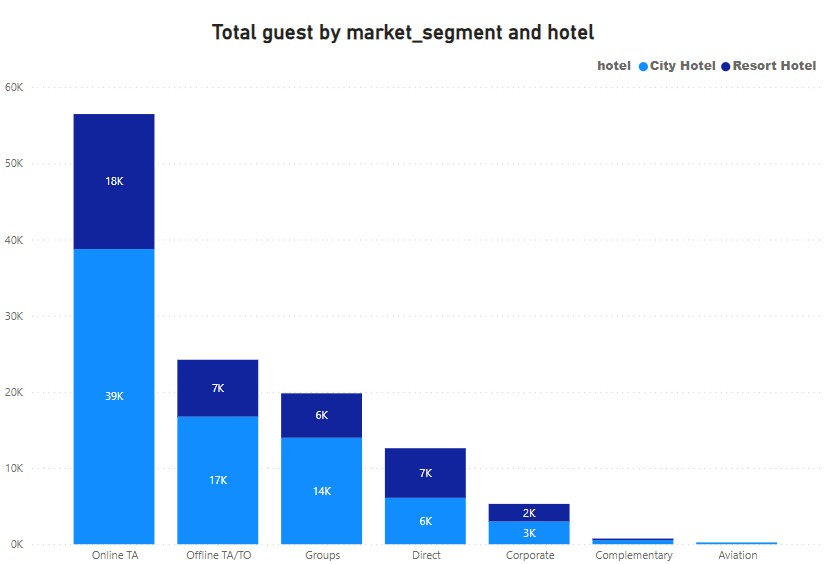 Total guest by market_segment and hotel
hotel City Hotel Resort Hotel
60K
50K
40K
30K
20K
10K
0K
18K
39K
7K
17K
6K
14K
7K
6K
2K
3K
Online TA
Offline TA/TO
Groups
Direct
Corporate
Complementary
Aviation